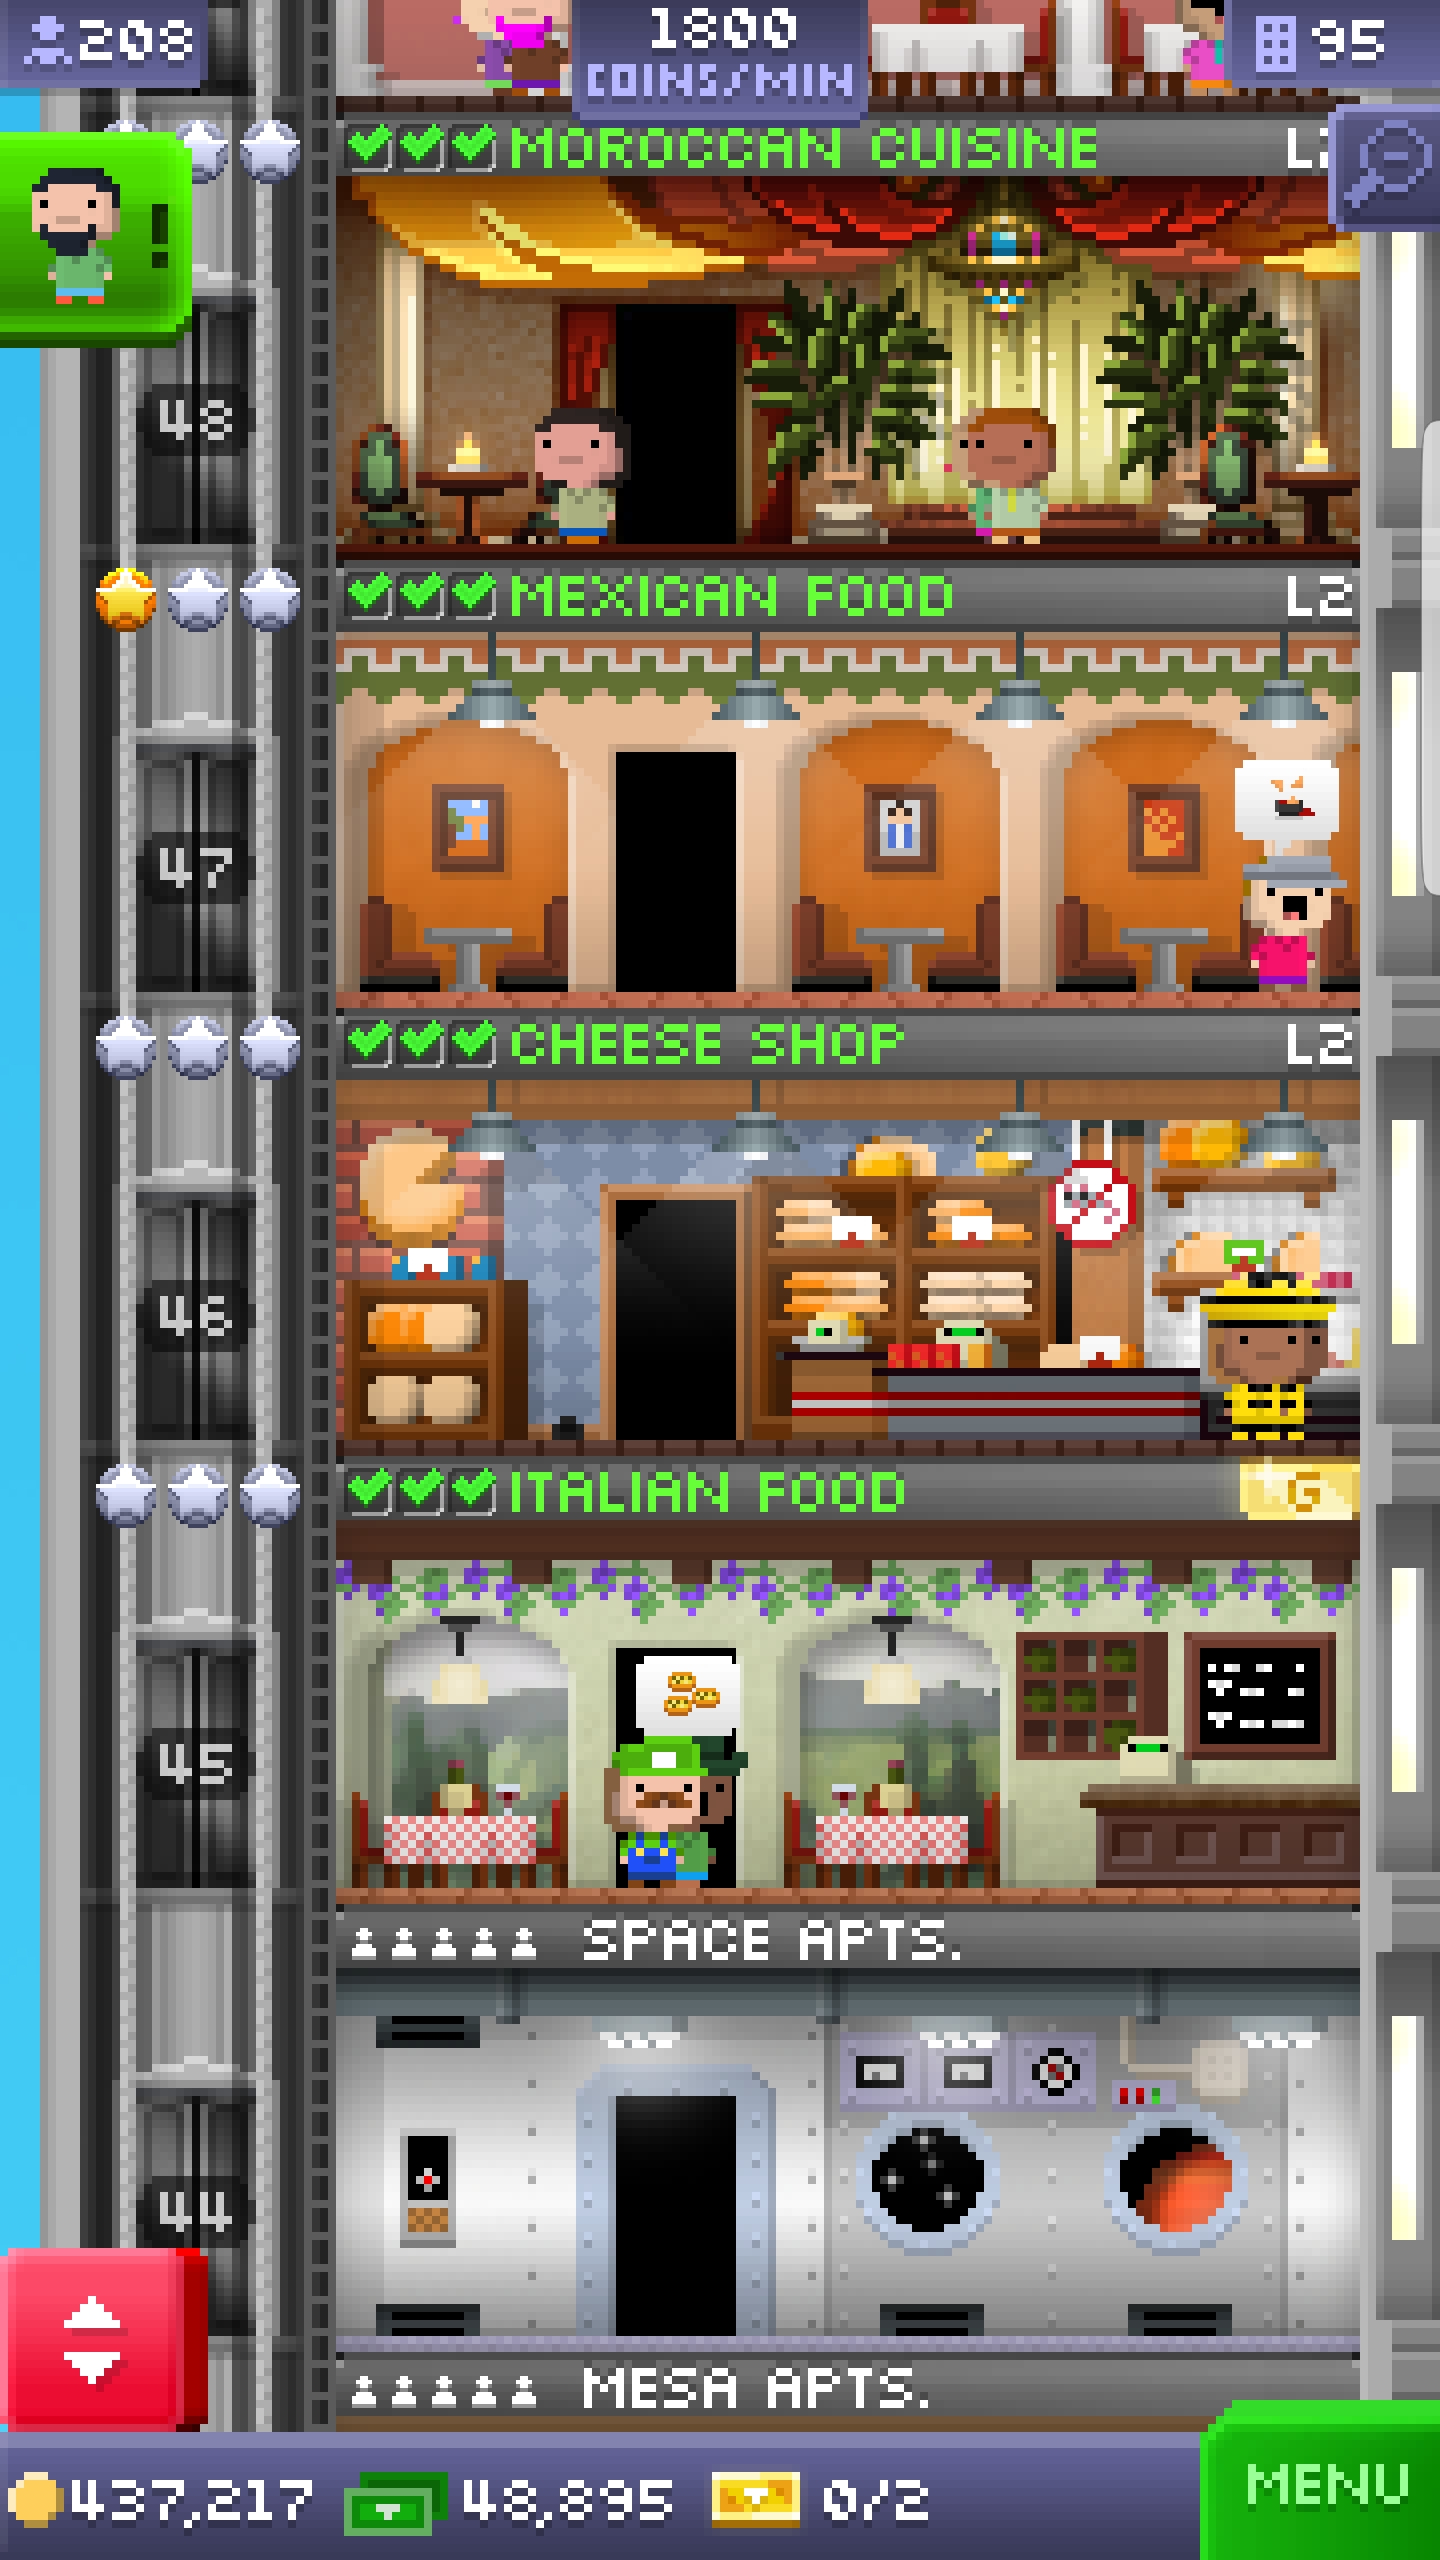 208
1800
COINS/MIN
95
MOROCCAN CUISINE
!
48
MEXICAN FOOD L2
47
CHEESE SHOP L2
46
ITALIAN FOOD G
45
SPACE APTS.
44
MESA APTS.
437,217 48,895 0/2
MENU